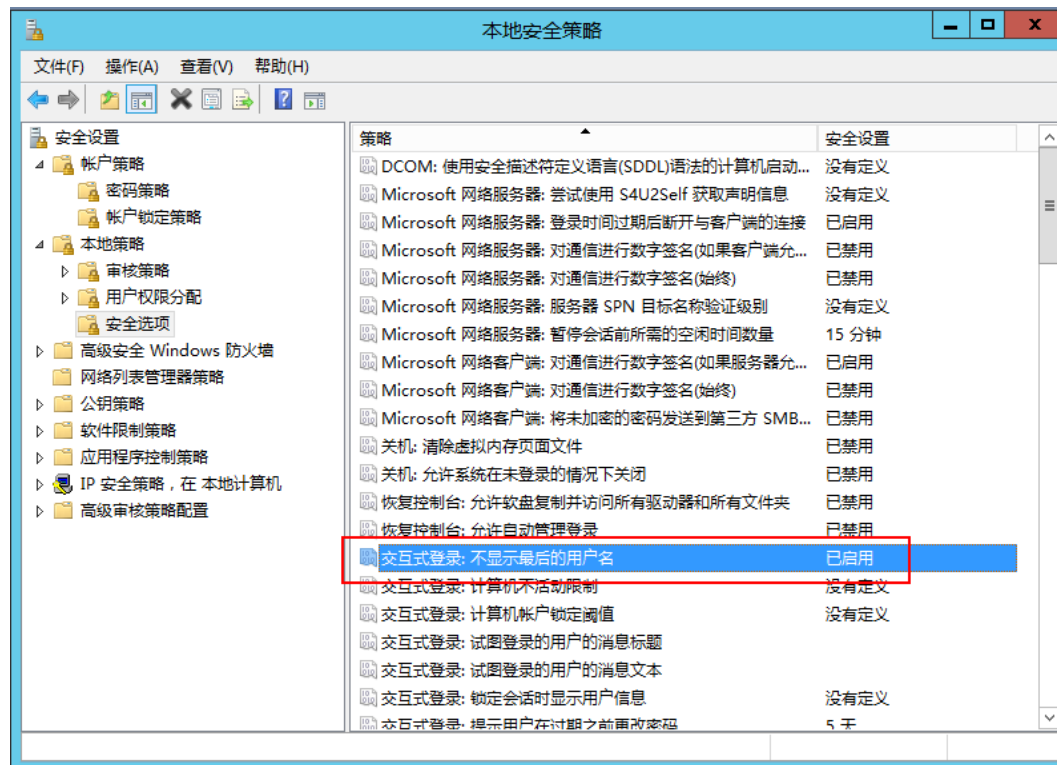 本地安全策略
文件(F) 操作(A) 查看(V) 帮助(H)
安全设置
帐户策略
密码策略
帐户锁定策略
本地策略
审核策略
用户权限分配
安全选项
高级安全 Windows 防火墙
网络列表管理器策略
公钥策略
软件限制策略
应用程序控制策略
IP 安全策略，在 本地计算机
高级审核策略配置
策略 安全设置
DCOM: 使用安全描述符定义语言(SDDL)语法的计算机启动... 没有定义
Microsoft 网络服务器: 尝试使用 S4U2Self 获取声明信息 没有定义
Microsoft 网络服务器: 登录时间过期后断开与客户端的连接 已启用
Microsoft 网络服务器: 对通信进行数字签名(如果客户端允... 已禁用
Microsoft 网络服务器: 对通信进行数字签名(始终) 已禁用
Microsoft 网络服务器: 服务器 SPN 目标名称验证级别 没有定义
Microsoft 网络服务器: 暂停会话前所需的空闲时间数量 15 分钟
Microsoft 网络客户端: 对通信进行数字签名(如果服务器允... 已启用
Microsoft 网络客户端: 对通信进行数字签名(始终) 已禁用
Microsoft 网络客户端: 将未加密的密码发送到第三方 SMB... 已禁用
关机: 清除虚拟内存页面文件 已禁用
关机: 允许系统在未登录的情况下关闭 已禁用
恢复控制台: 允许软盘复制并访问所有驱动器和所有文件夹 已禁用
恢复控制台: 允许自动管理登录 已禁用
交互式登录: 不显示最后的用户名 已启用
交互式登录: 计算机不活动限制 没有定义
交互式登录: 计算机帐户锁定阈值 没有定义
交互式登录: 试图登录的用户的消息标题
交互式登录: 试图登录的用户的消息文本
交互式登录: 锁定会话时显示用户信息 没有定义
交互式登录: 提示用户在过期之前更改密码 5 天